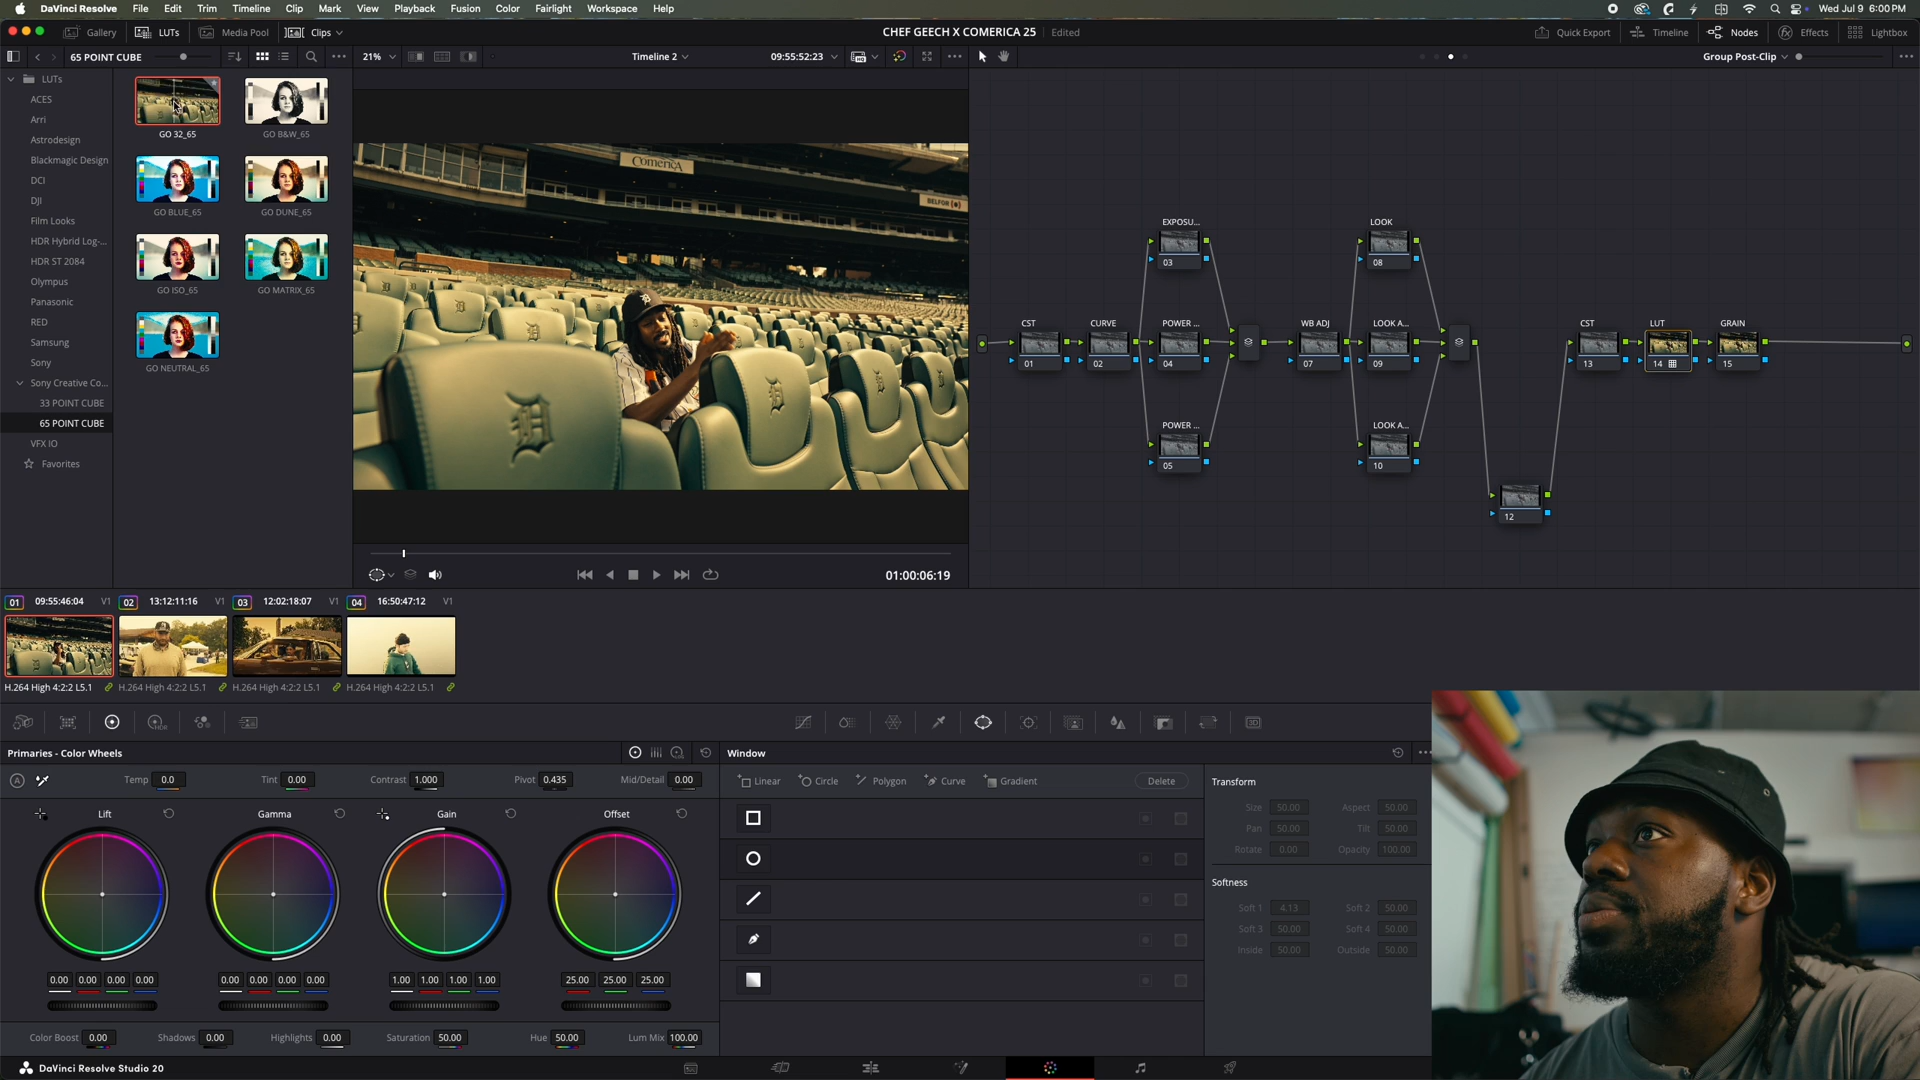 DaVinci Resolve File Edit Trim Timeline Clip Mark View Playback Fusion Color Fairlight Workspace Help Wed Jul 9 6:00 PM
Gallery LUTs Media Pool Clips CHEF GEECH X COMERICA 25 Edited Quick Export Timeline Nodes Effects Lightbox
65 POINT CUBE 21% Timeline 2 09:55:52:23 Group Post-Clip
LUTs
ACES
Arri
Astrodesign
Blackmagic Design
DCI
DJI
Film Looks
HDR Hybrid Log-...
HDR ST 2084
Olympus
Panasonic
RED
Samsung
Sony
Sony Creative Co...
33 POINT CUBE
65 POINT CUBE
VFX IO
Favorites
GO 32_65 GO B&W_65
GO BLUE_65 GO DUNE_65
GO ISO_65 GO MATRIX_65
GO NEUTRAL_65
Comerica
BELFOR
D
01:00:06:19
EXPOSU... LOOK
03 08
CST CURVE POWER ... WB ADJ LOOK A... CST LUT GRAIN
01 02 04 07 09 13 14 15
POWER ... LOOK A...
05 10
12
01 09:55:46:04 V1 02 13:12:11:16 V1 03 12:02:18:07 V1 04 16:50:47:12 V1
H.264 High 4:2:2 L5.1 H.264 High 4:2:2 L5.1 H.264 High 4:2:2 L5.1 H.264 High 4:2:2 L5.1
HDR 3D
Primaries - Color Wheels Window
A Temp 0.0 Tint 0.00 Contrast 1.000 Pivot 0.435 Mid/Detail 0.00
Linear Circle Polygon Curve Gradient Delete
Transform
Lift Gamma Gain Offset
Size 50.00 Aspect 50.00
Pan 50.00 Tilt 50.00
Rotate 0.00 Opacity 100.00
Softness
Soft 1 4.13 Soft 2 50.00
Soft 3 50.00 Soft 4 50.00
Inside 50.00 Outside 50.00
0.00 0.00 0.00 0.00 0.00 0.00 0.00 0.00 1.00 1.00 1.00 1.00 25.00 25.00 25.00
Color Boost 0.00 Shadows 0.00 Highlights 0.00 Saturation 50.00 Hue 50.00 Lum Mix 100.00
DaVinci Resolve Studio 20